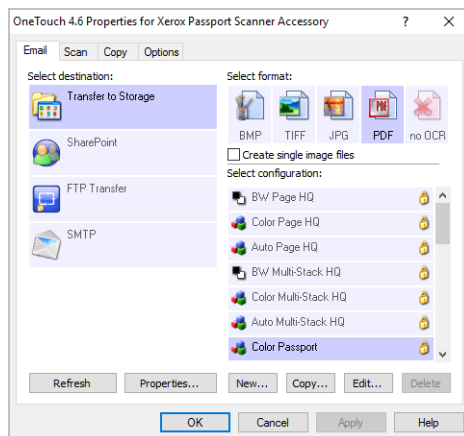 OneTouch 4.6 Properties for Xerox Passport Scanner Accessory
Email Scan Copy Options
Select destination:
Transfer to Storage
SharePoint
FTP Transfer
SMTP
Select format:
BMP TIFF JPG PDF no OCR
Create single image files
Select configuration:
BW Page HQ
Color Page HQ
Auto Page HQ
BW Multi-Stack HQ
Color Multi-Stack HQ
Auto Multi-Stack HQ
Color Passport
Refresh Properties... New... Copy... Edit... Delete
OK Cancel Apply Help